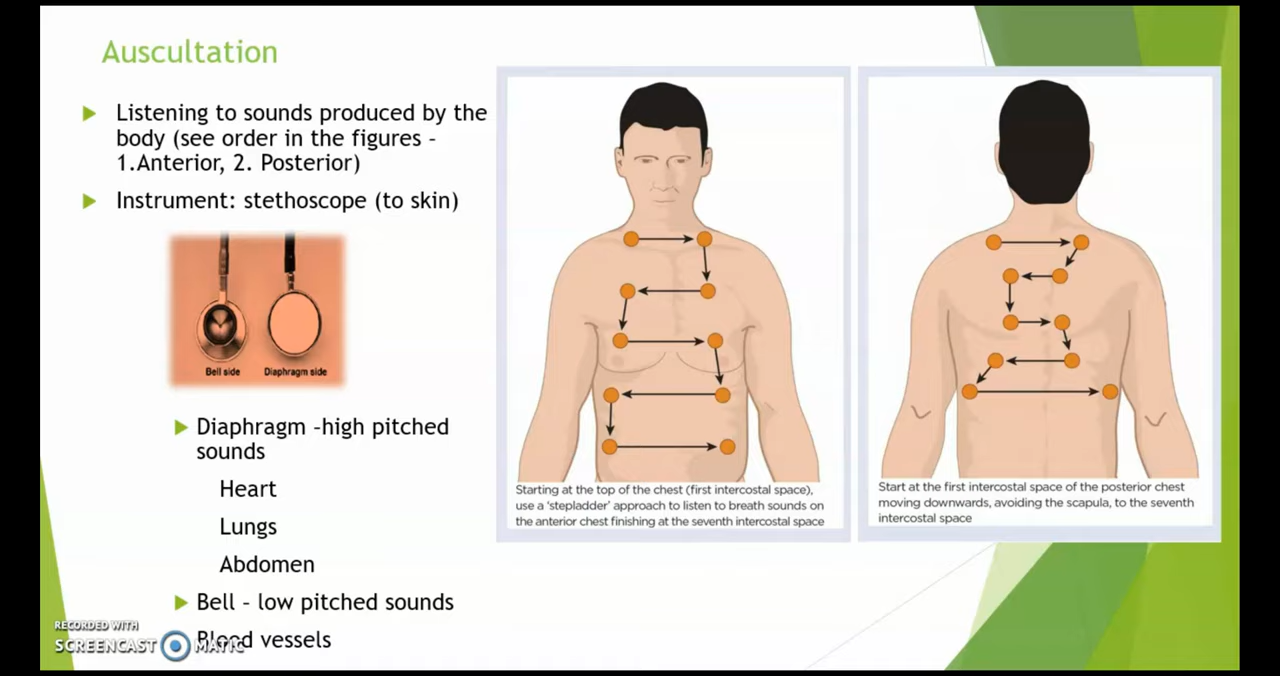 Auscultation
Listening to sounds produced by the
body (see order in the figures –
1.Anterior, 2. Posterior)
Instrument: stethoscope (to skin)
Bell side
Diaphragm side
Diaphragm –high pitched
sounds
Heart
Lungs
Abdomen
Bell – low pitched sounds
Blood vessels
RECORDED WITH
SCREENCAST MATIC
Starting at the top of the chest (first intercostal space),
use a 'stepladder' approach to listen to breath sounds on
the anterior chest finishing at the seventh intercostal space
Start at the first intercostal space of the posterior chest
moving downwards, avoiding the scapula, to the seventh
intercostal space